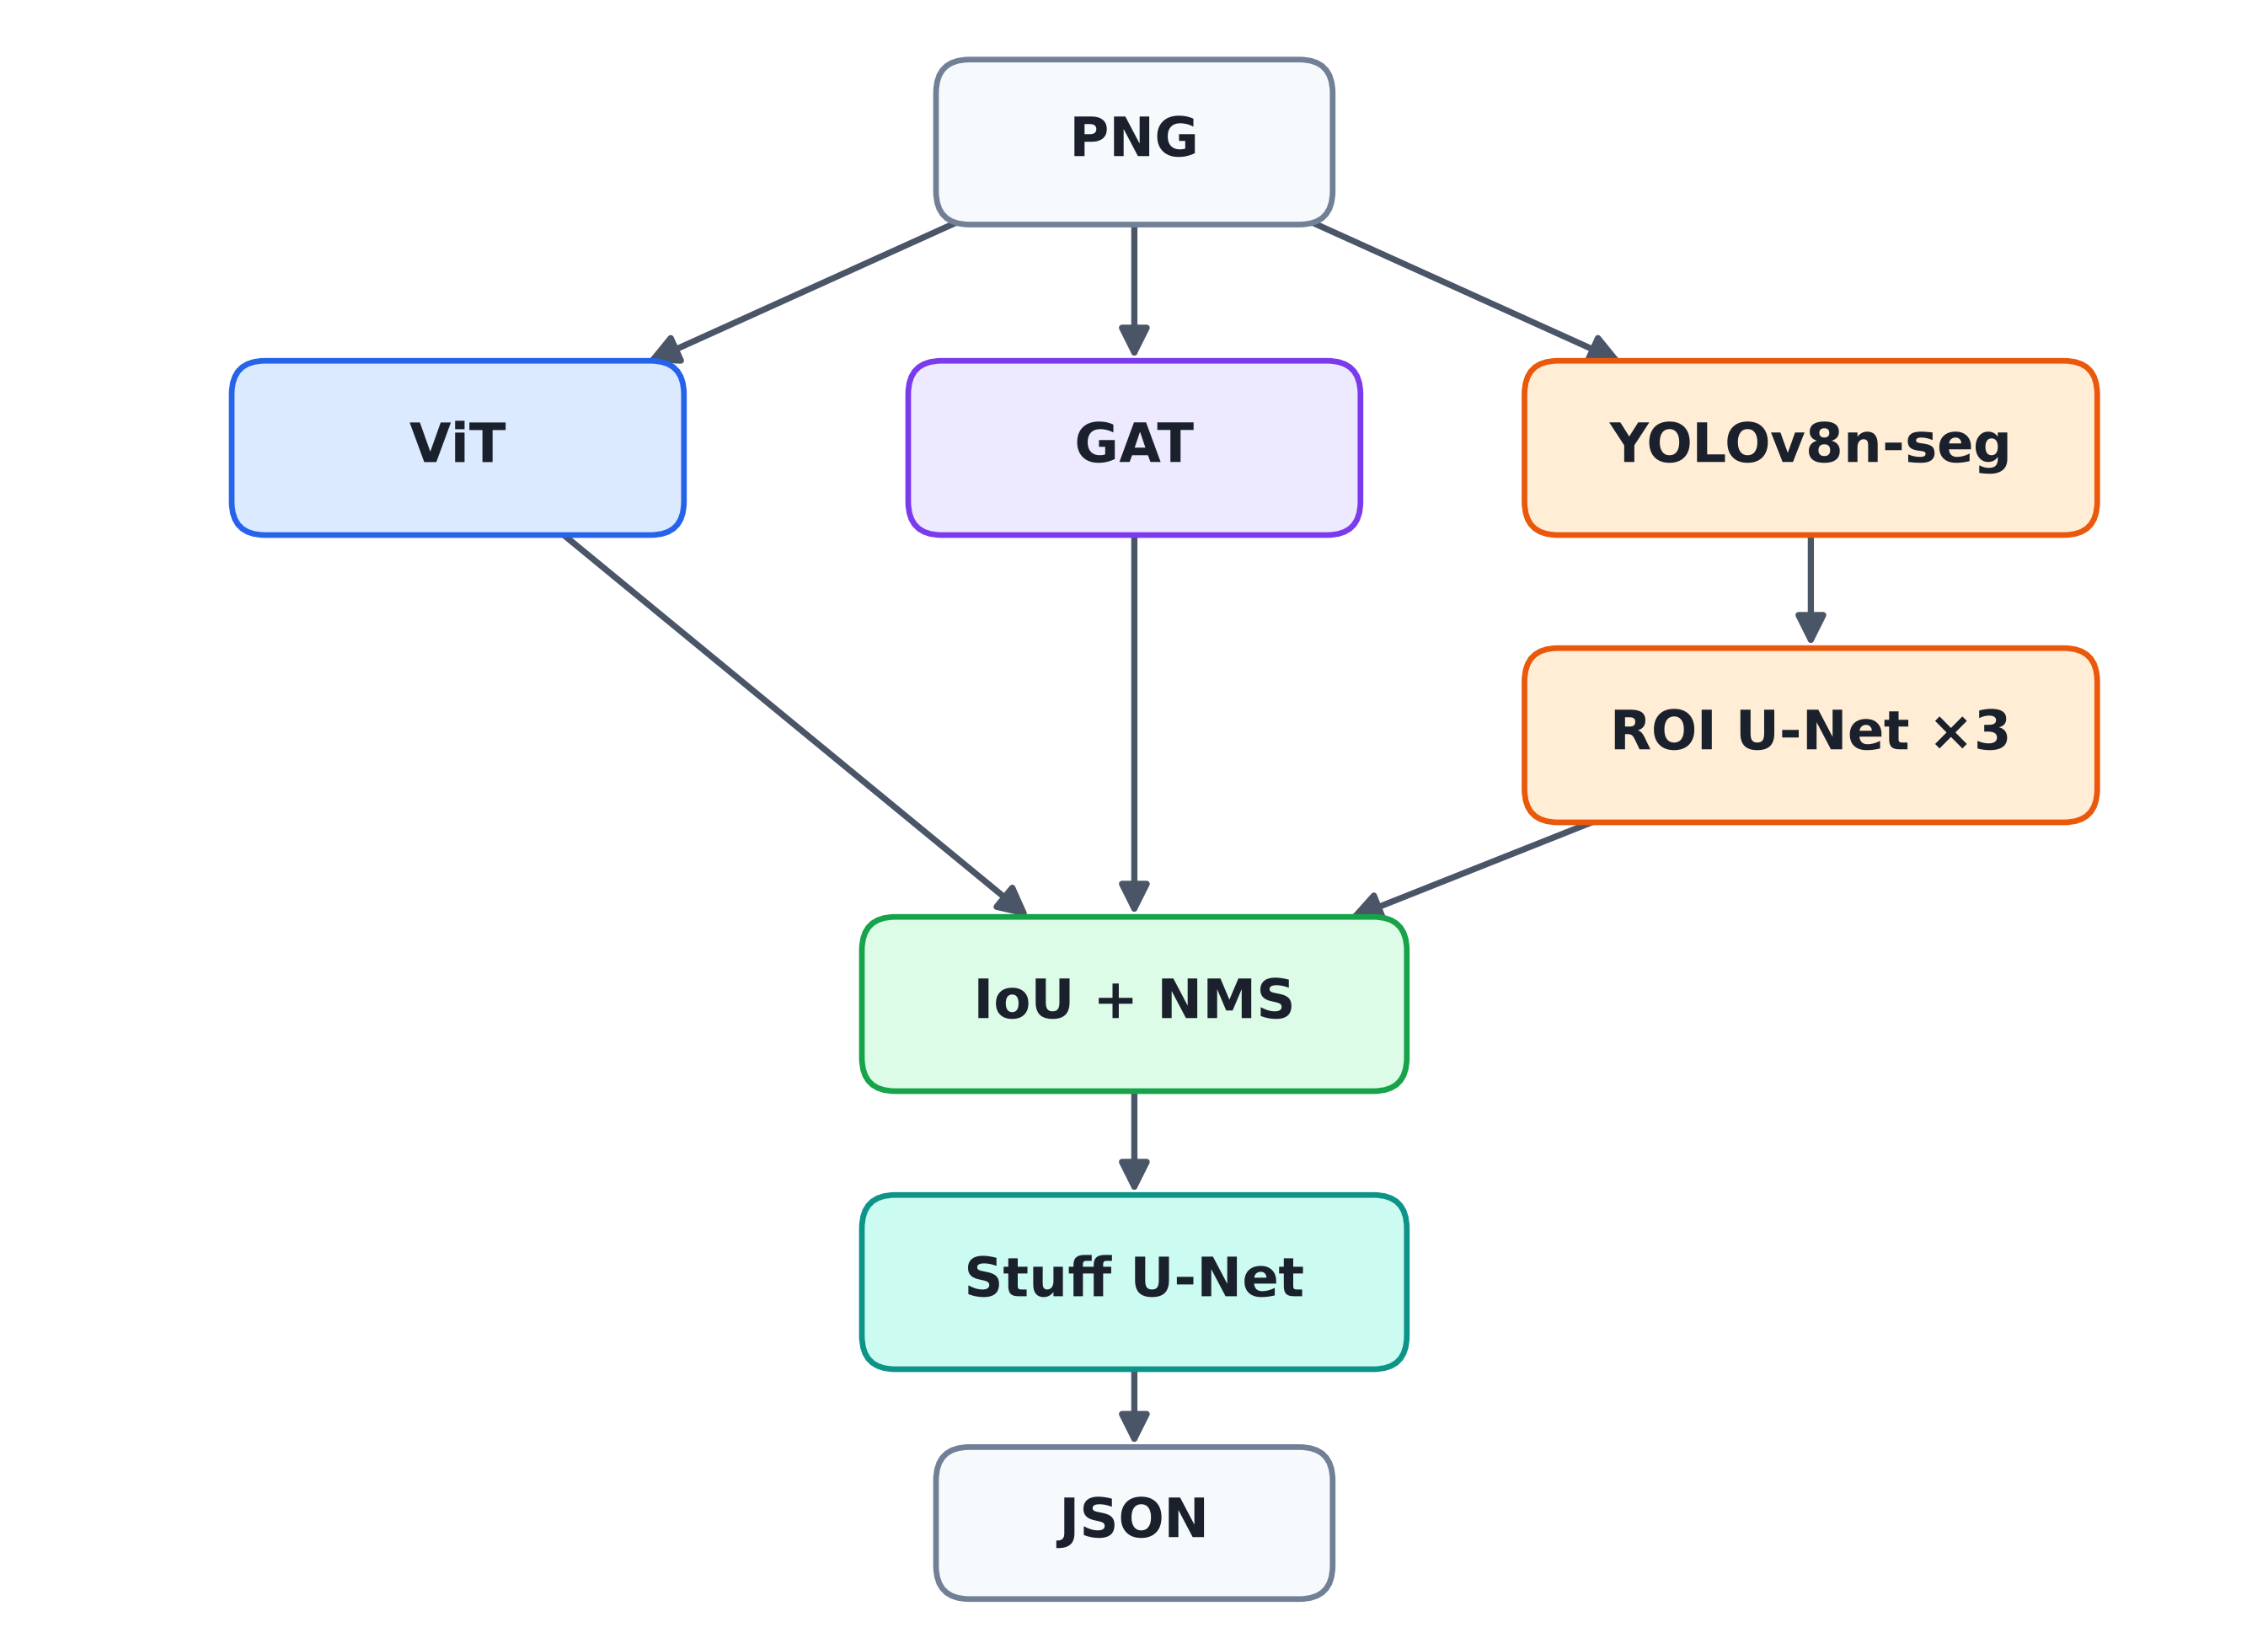 PNG
ViT
GAT
YOLOv8n-seg
ROI U-Net ×3
IoU + NMS
Stuff U-Net
JSON